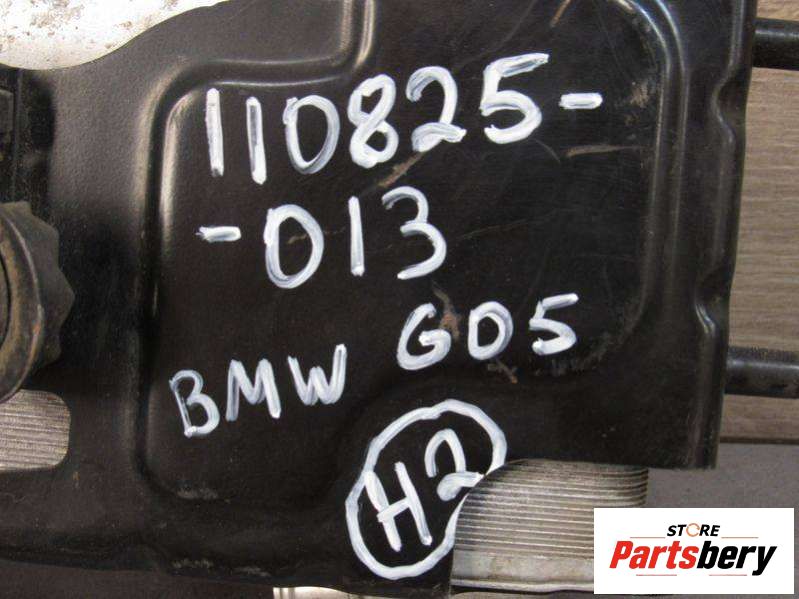 110825-
-013
BMW G05
H2
STORE
Partsbery